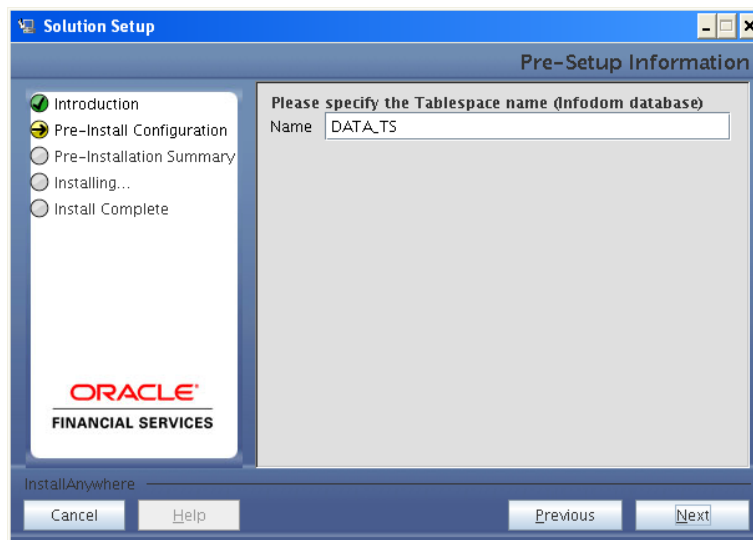 Solution Setup
Pre-Setup Information
Introduction
Pre-Install Configuration
Pre-Installation Summary
Installing...
Install Complete
ORACLE®
FINANCIAL SERVICES
Please specify the Tablespace name (Infodom database)
Name DATA_TS
InstallAnywhere
Cancel Help Previous Next